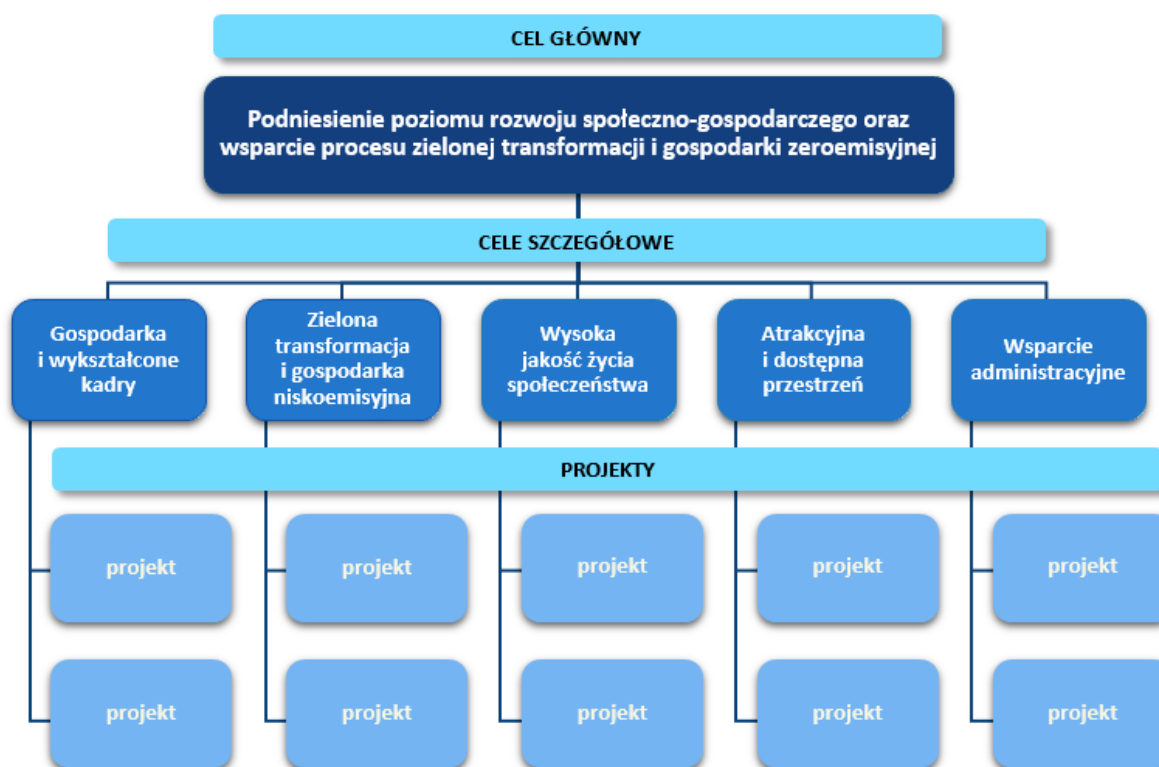 CEL GŁÓWNY
Podniesienie poziomu rozwoju społeczno-gospodarczego oraz
wsparcie procesu zielonej transformacji i gospodarki zeroemisyjnej
CELE SZCZEGÓŁOWE
Gospodarka
i wykształcone
kadry
Zielona
transformacja
i gospodarka
niskoemisyjna
Wysoka
jakość życia
społeczeństwa
Atrakcyjna
i dostępna
przestrzeń
Wsparcie
administracyjne
PROJEKTY
projekt
projekt
projekt
projekt
projekt
projekt
projekt
projekt
projekt
projekt